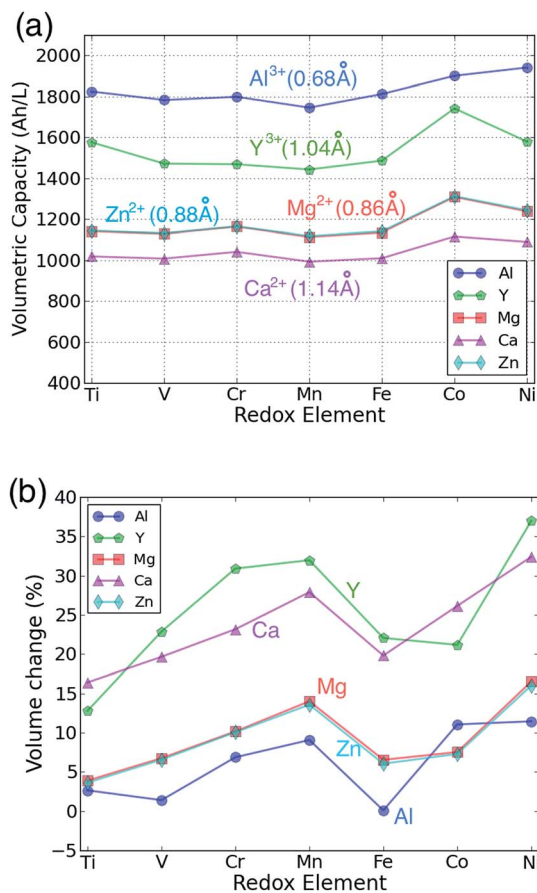 (a)
2000
1800
1600
1400
1200
1000
800
600
400
Volumetric Capacity (Ah/L)
Al3+(0.68Å)
Y3+(1.04Å)
Zn2+(0.88Å)
Mg2+(0.86Å)
Ca2+(1.14Å)
Al
Y
Mg
Ca
Zn
Ti V Cr Mn Fe Co Ni
Redox Element
(b)
40
35
30
25
20
15
10
5
0
−5
Volume change (%)
Al
Y
Mg
Ca
Zn
Y
Ca
Mg
Zn
Al
Ti V Cr Mn Fe Co Ni
Redox Element